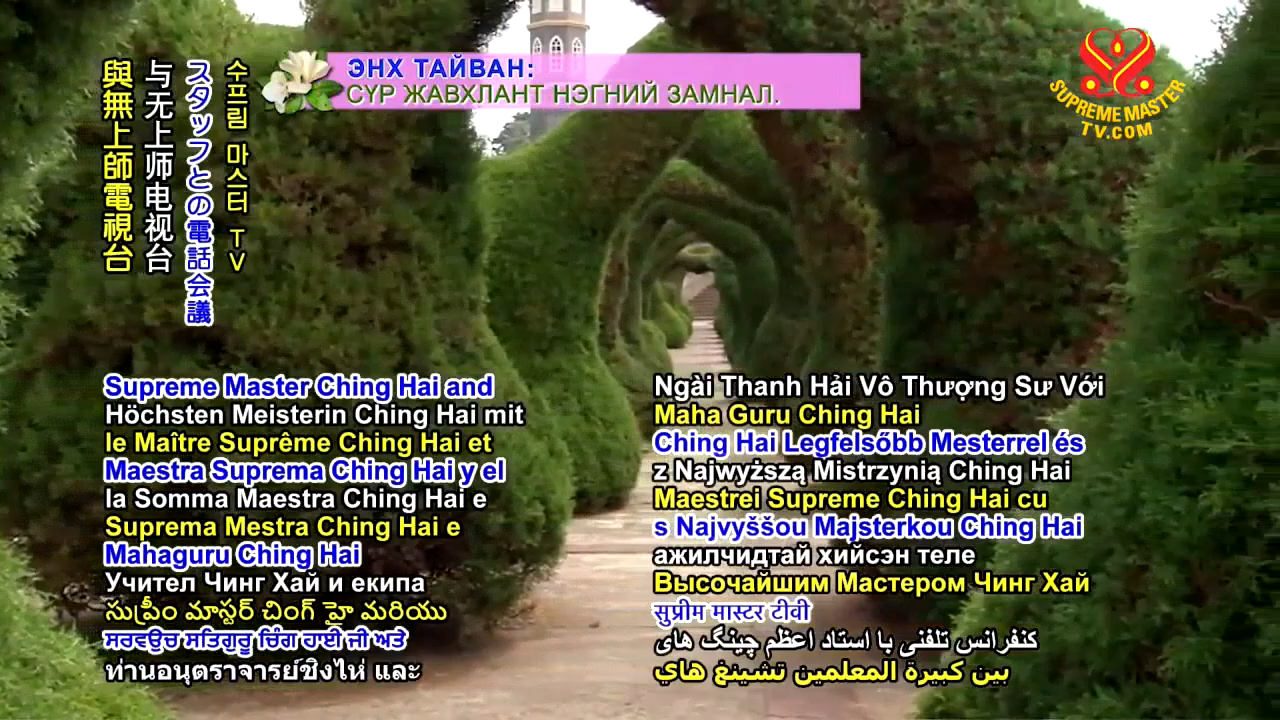 ЭНХ ТАЙВАН:
СҮР ЖАВХЛАНТ НЭГНИЙ ЗАМНАЛ.
SUPREME MASTER
TV.COM
與無上師電視台
与无上师电视台
スタッフとの電話会議
수프림 마스터 TV
Supreme Master Ching Hai and
Höchsten Meisterin Ching Hai mit
le Maître Suprême Ching Hai et
Maestra Suprema Ching Hai y el
la Somma Maestra Ching Hai e
Suprema Mestra Ching Hai e
Mahaguru Ching Hai
Учител Чинг Хай и екипа
సుప్రీం మాస్టర్ చింగ్ హై మరియు
ਸਰਵਉਚ ਸਤਿਗੁਰੂ ਚਿੰਗ ਹਾਈ ਜੀ ਅਤੇ
ท่านอนุตราจารย์ชิงไห่ และ
Ngài Thanh Hải Vô Thượng Sư Với
Maha Guru Ching Hai
Ching Hai Legfelsőbb Mesterrel és
z Najwyższą Mistrzynią Ching Hai
Maestrei Supreme Ching Hai cu
s Najvyššou Majsterkou Ching Hai
ажилчидтай хийсэн теле
Высочайшим Мастером Чинг Хай
सुप्रीम मास्टर टीवी
کنفرانس تلفنی با استاد اعظم چینگ های
بين كبيرة المعلمين تشينغ هاي